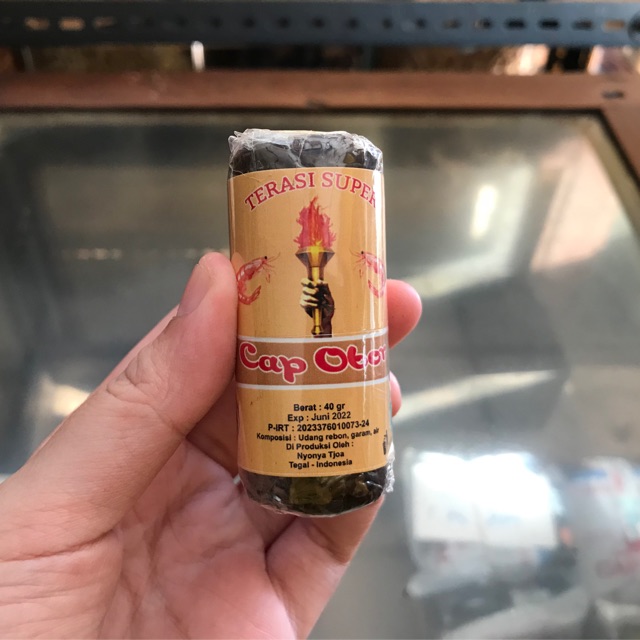 TERASI SUPER
Cap Obor
Berat : 40 gr
Exp : Juni 2022
P-IRT : 2023376010073-24
Komposisi : Udang rebon, garam, air
Di Produksi Oleh :
Nyonya Tjoa
Tegal - Indonesia